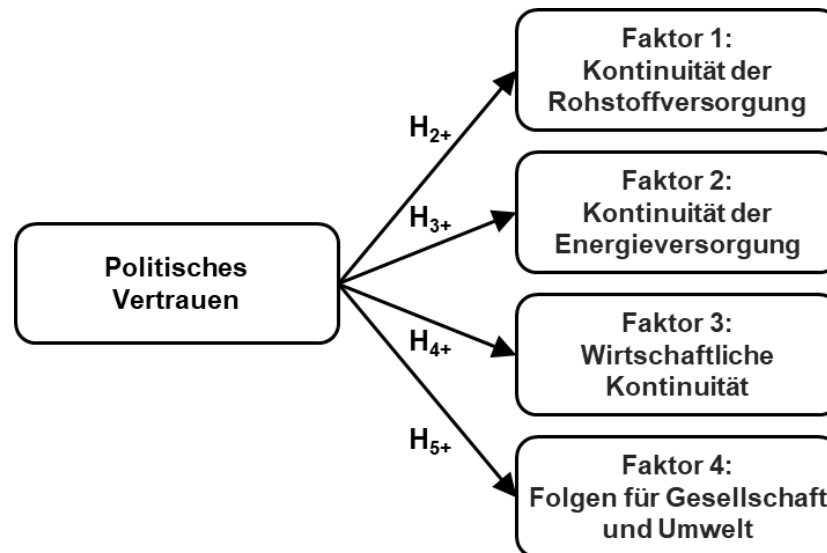 Faktor 1:
Kontinuität der
Rohstoffversorgung
H2+
Faktor 2:
Kontinuität der
Energieversorgung
H3+
Politisches
Vertrauen
Faktor 3:
Wirtschaftliche
Kontinuität
H4+
Faktor 4:
Folgen für Gesellschaft
und Umwelt
H5+